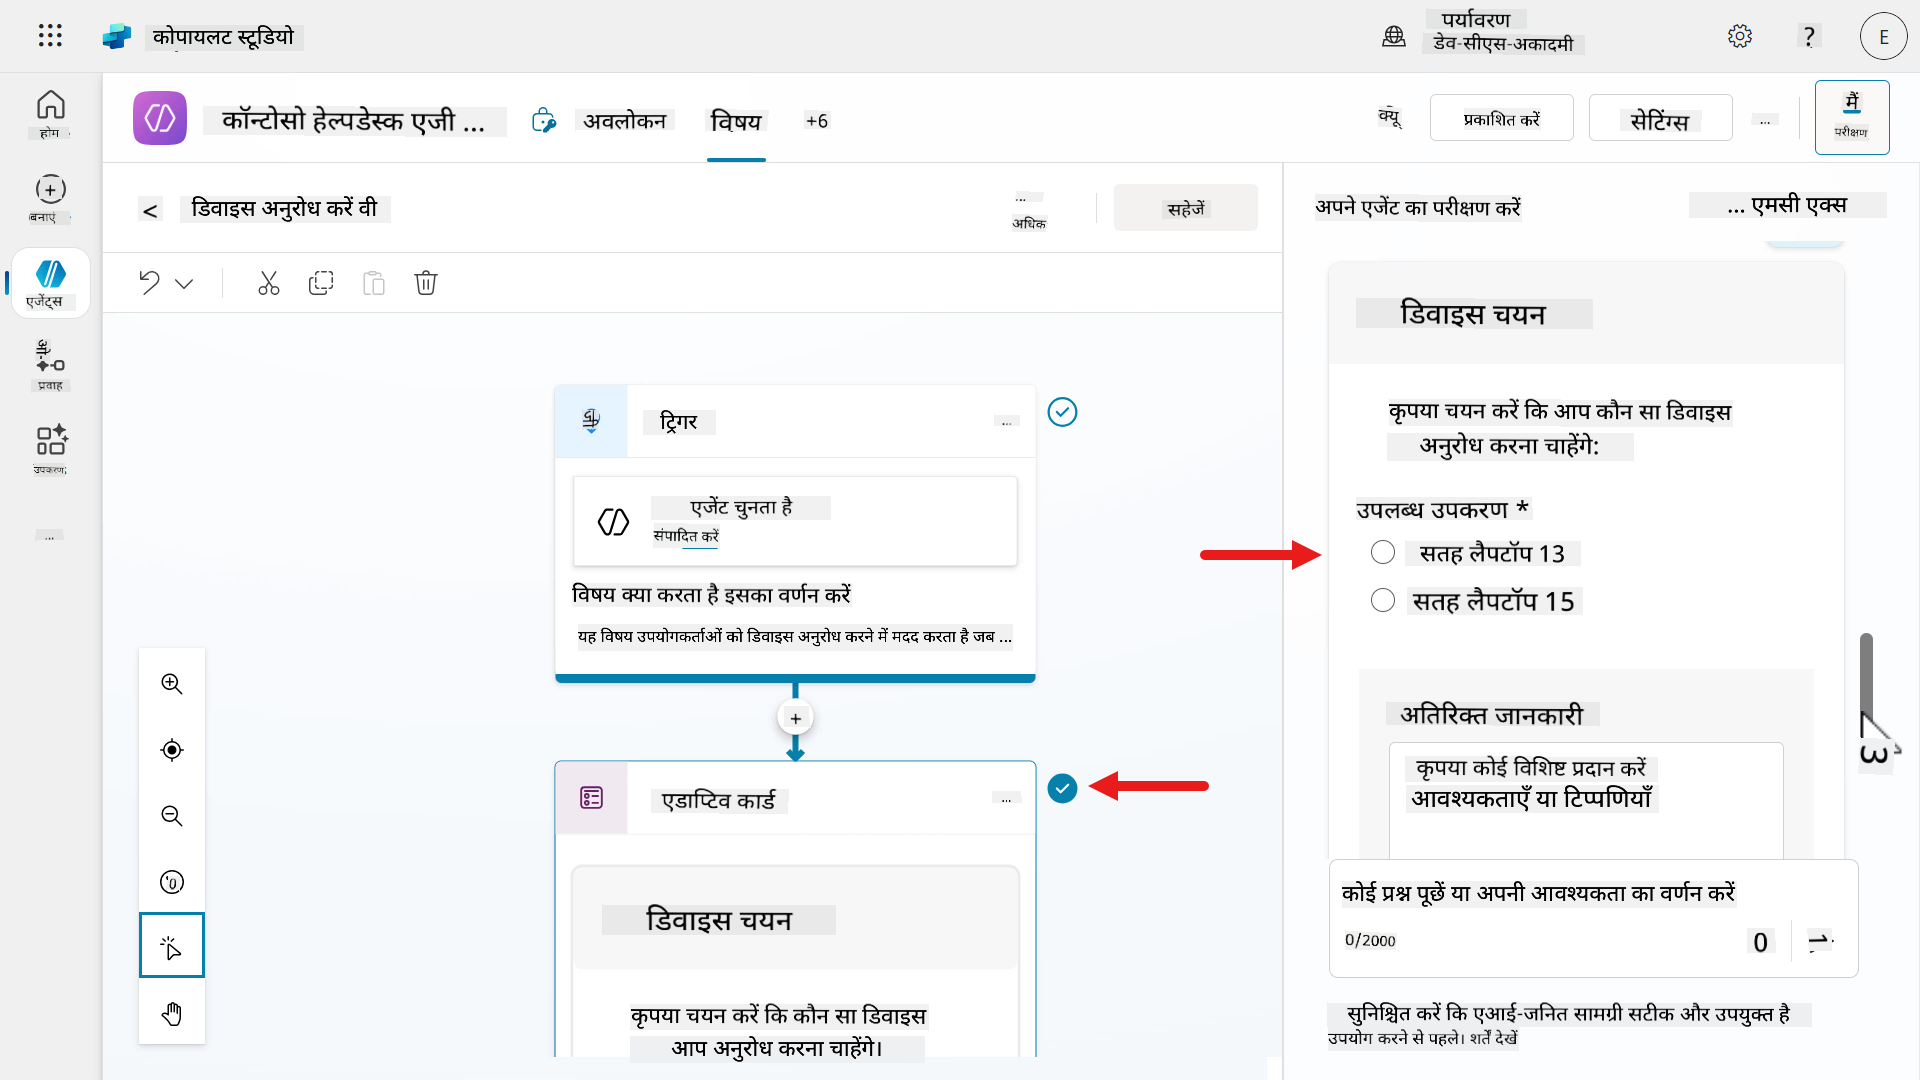 कोपायलट स्टूडियो
पर्यावरण
डेव-सीएस-अकादमी
?
E
होम
बनाएं
एजेंट्स
प्रवाह
उपकरण;
...
कॉन्टोसो हेल्पडेस्क एजी ...
अवलोकन
विषय
+6
क्यू
प्रकाशित करें
सेटिंग्स
...
मैं
परीक्षण
<
डिवाइस अनुरोध करें वी
...
अधिक
सहेजें
ट्रिगर
...
एजेंट चुनता है
संपादित करें
विषय क्या करता है इसका वर्णन करें
यह विषय उपयोगकर्ताओं को डिवाइस अनुरोध करने में मदद करता है जब ...
+
एडाप्टिव कार्ड
...
डिवाइस चयन
कृपया चयन करें कि कौन सा डिवाइस
आप अनुरोध करना चाहेंगे।
अपने एजेंट का परीक्षण करें
... एमसी एक्स
डिवाइस चयन
कृपया चयन करें कि आप कौन सा डिवाइस
अनुरोध करना चाहेंगे:
उपलब्ध उपकरण *
सतह लैपटॉप 13
सतह लैपटॉप 15
अतिरिक्त जानकारी
कृपया कोई विशिष्ट प्रदान करें
आवश्यकताएँ या टिप्पणियाँ
कोई प्रश्न पूछें या अपनी आवश्यकता का वर्णन करें
0/2000
0
सुनिश्चित करें कि एआई-जनित सामग्री सटीक और उपयुक्त है
उपयोग करने से पहले। शर्तें देखें